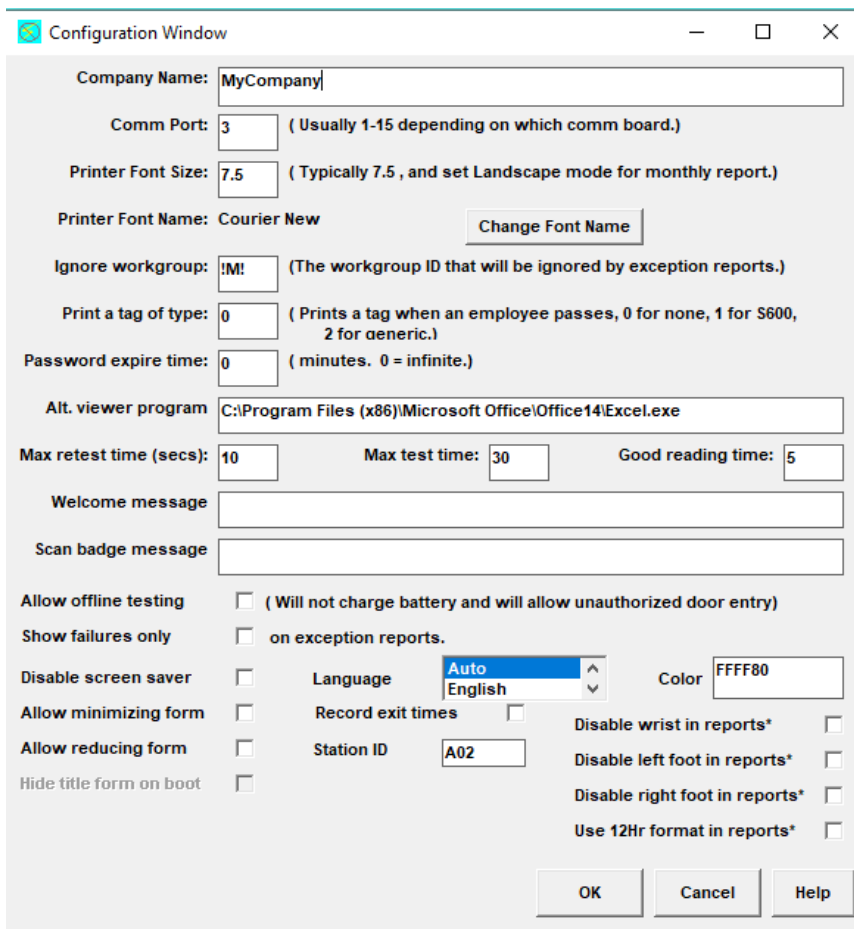 Configuration Window
Company Name: MyCompany
Comm Port: 3 ( Usually 1-15 depending on which comm board.)
Printer Font Size: 7.5 ( Typically 7.5 , and set Landscape mode for monthly report.)
Printer Font Name: Courier New Change Font Name
Ignore workgroup: !M! (The workgroup ID that will be ignored by exception reports.)
Print a tag of type: 0 ( Prints a tag when an employee passes, 0 for none, 1 for S600,
2 for generic.)
Password expire time: 0 ( minutes. 0 = infinite.)
Alt. viewer program C:\Program Files (x86)\Microsoft Office\Office14\Excel.exe
Max retest time (secs): 10 Max test time: 30 Good reading time: 5
Welcome message
Scan badge message
Allow offline testing ( Will not charge battery and will allow unauthorized door entry)
Show failures only on exception reports.
Disable screen saver Language Auto English Color FFFF80
Allow minimizing form Record exit times Disable wrist in reports*
Allow reducing form Station ID A02 Disable left foot in reports*
Hide title form on boot Disable right foot in reports*
Use 12Hr format in reports*
OK Cancel Help